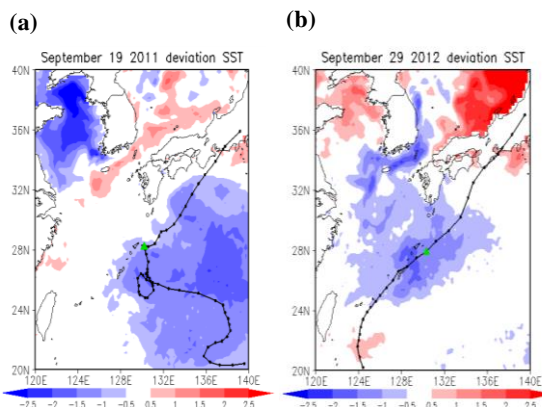 (a)
September 19 2011 deviation SST
40N
36N
32N
28N
24N
20N
120E 124E 128E 132E 136E 140E
−2.5 −2 −1.5 −1 −0.5 0.5 1 1.5 2 2.5
(b)
September 29 2012 deviation SST
40N
36N
32N
28N
24N
20N
120E 124E 128E 132E 136E 140E
−2.5 −2 −1.5 −1 −0.5 0.5 1 1.5 2 2.5